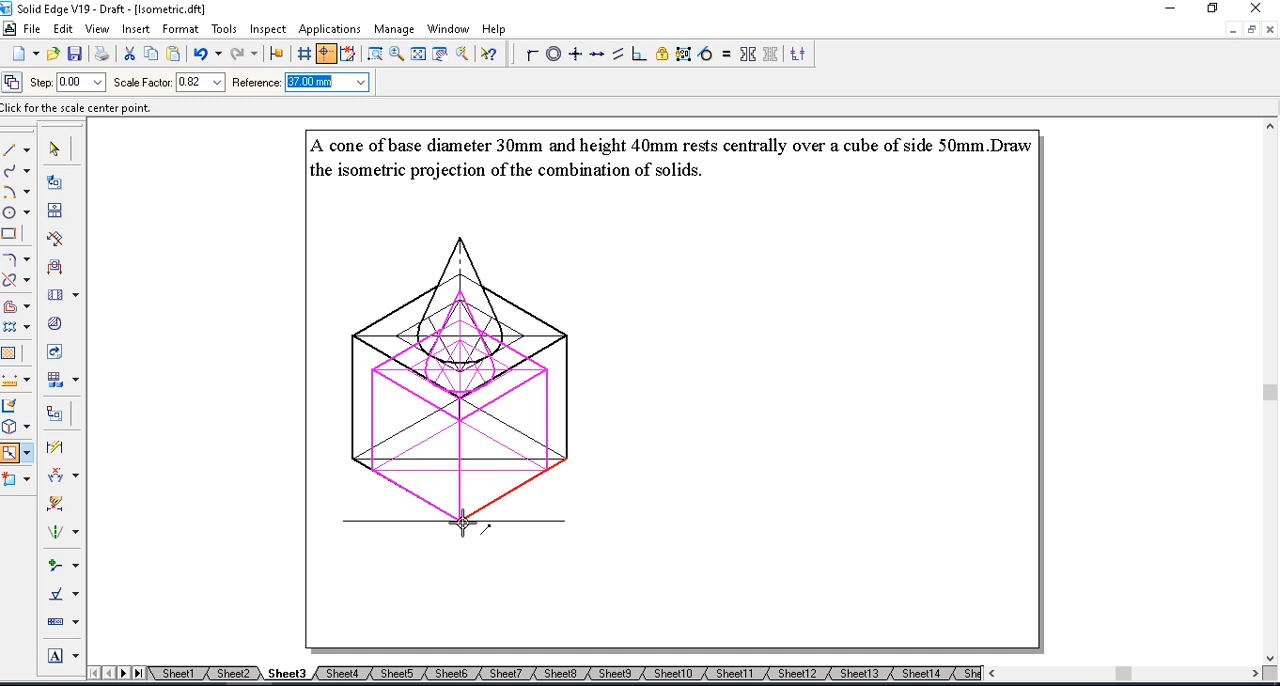 Solid Edge V19 - Draft - [Isometric.dft]
File Edit View Insert Format Tools Inspect Applications Manage Window Help
Step: 0.00 Scale Factor: 0.82 Reference: 37.00 mm
Click for the scale center point.
A cone of base diameter 30mm and height 40mm rests centrally over a cube of side 50mm.Draw
the isometric projection of the combination of solids.
A
Sheet1 Sheet2 Sheet3 Sheet4 Sheet5 Sheet6 Sheet7 Sheet8 Sheet9 Sheet10 Sheet11 Sheet12 Sheet13 Sheet14 She